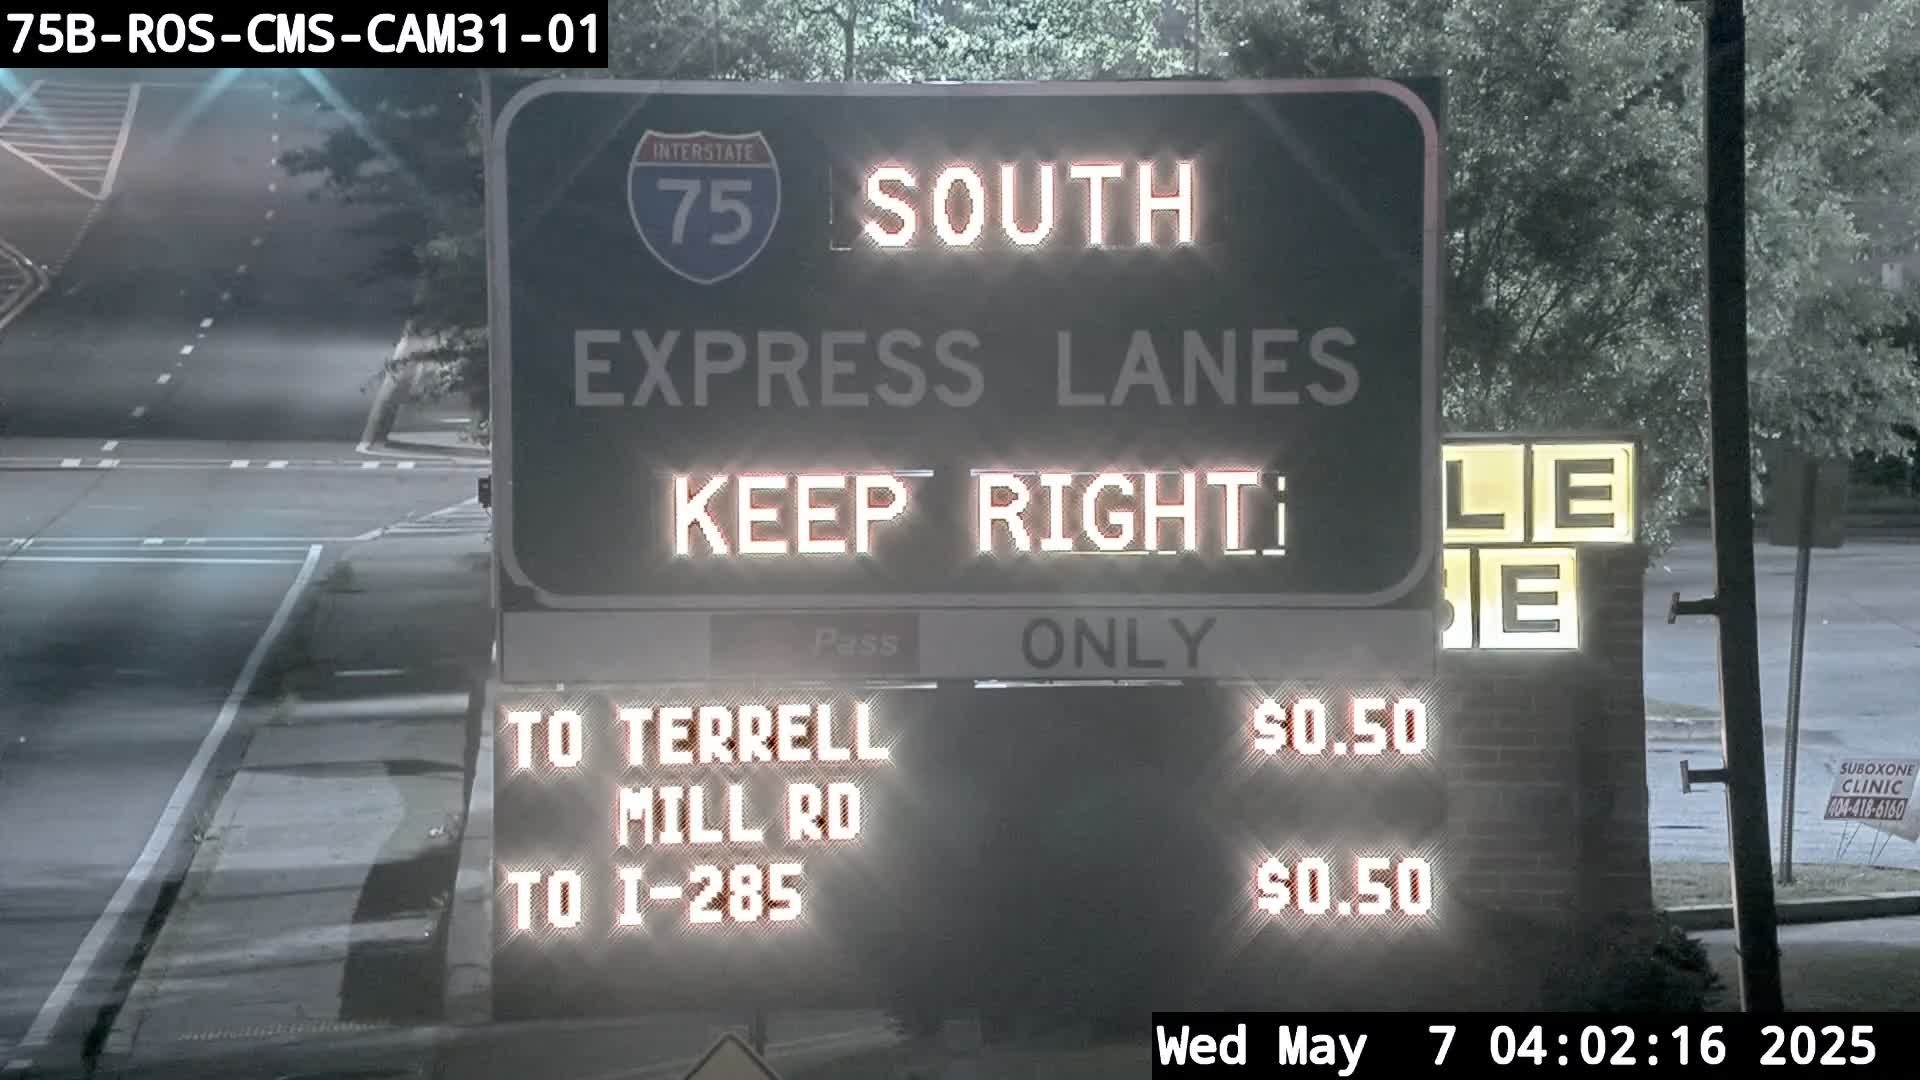 75B-ROS-CMS-CAM31-01
INTERSTATE
75
SOUTH
EXPRESS LANES
KEEP RIGHT
Pass ONLY
TO TERRELL $0.50
MILL RD
TO I-285 $0.50
LE
E
SUBOXONE
CLINIC
404-418-6160
Wed May 7 04:02:16 2025